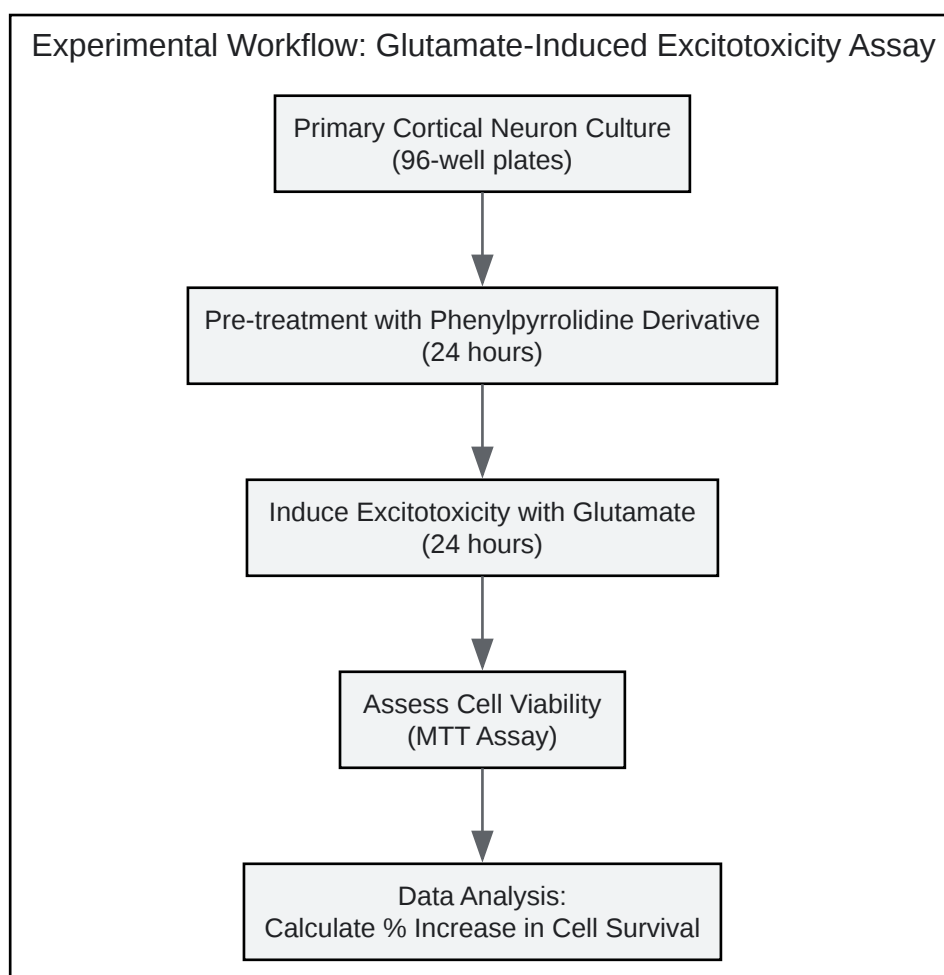 Experimental Workflow: Glutamate-Induced Excitotoxicity Assay
Primary Cortical Neuron Culture
(96-well plates)
Pre-treatment with Phenylpyrrolidine Derivative
(24 hours)
Induce Excitotoxicity with Glutamate
(24 hours)
Assess Cell Viability
(MTT Assay)
Data Analysis:
Calculate % Increase in Cell Survival